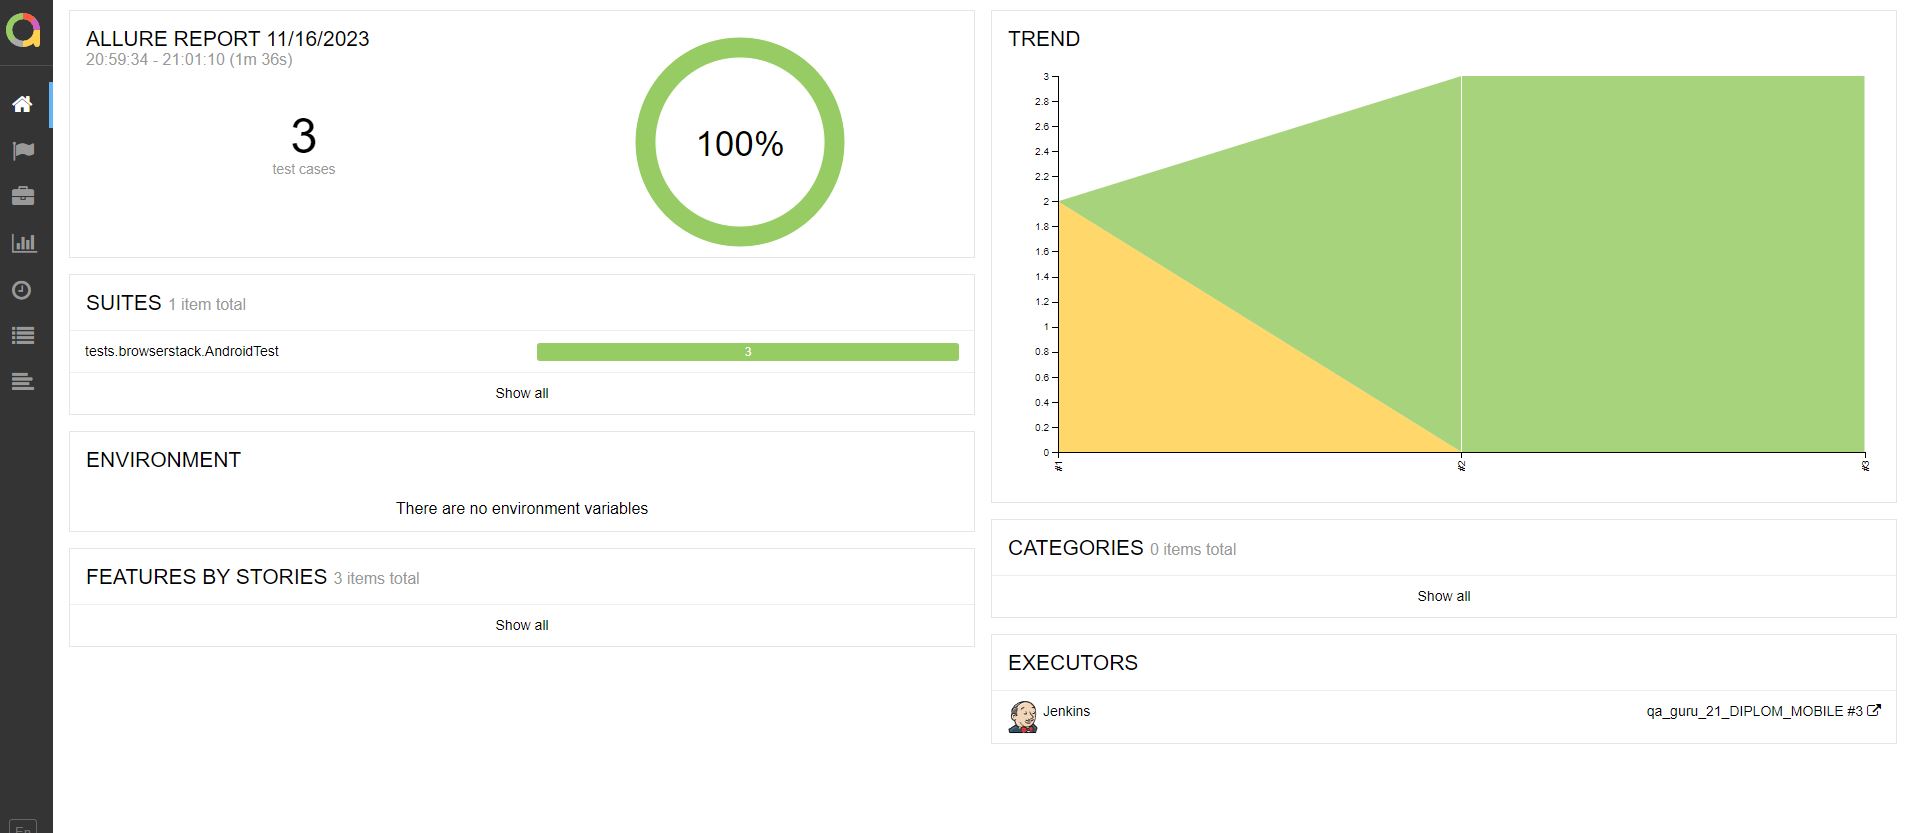 ALLURE REPORT 11/16/2023
20:59:34 - 21:01:10 (1m 36s)
3
test cases
100%
SUITES 1 item total
tests.browserstack.AndroidTest 3
Show all
ENVIRONMENT
There are no environment variables
FEATURES BY STORIES 3 items total
Show all
TREND
3
2.8
2.6
2.4
2.2
2
1.8
1.6
1.4
1.2
1
0.8
0.6
0.4
0.2
0
#1 #2 #3
CATEGORIES 0 items total
Show all
EXECUTORS
Jenkins qa_guru_21_DIPLOM_MOBILE #3
En